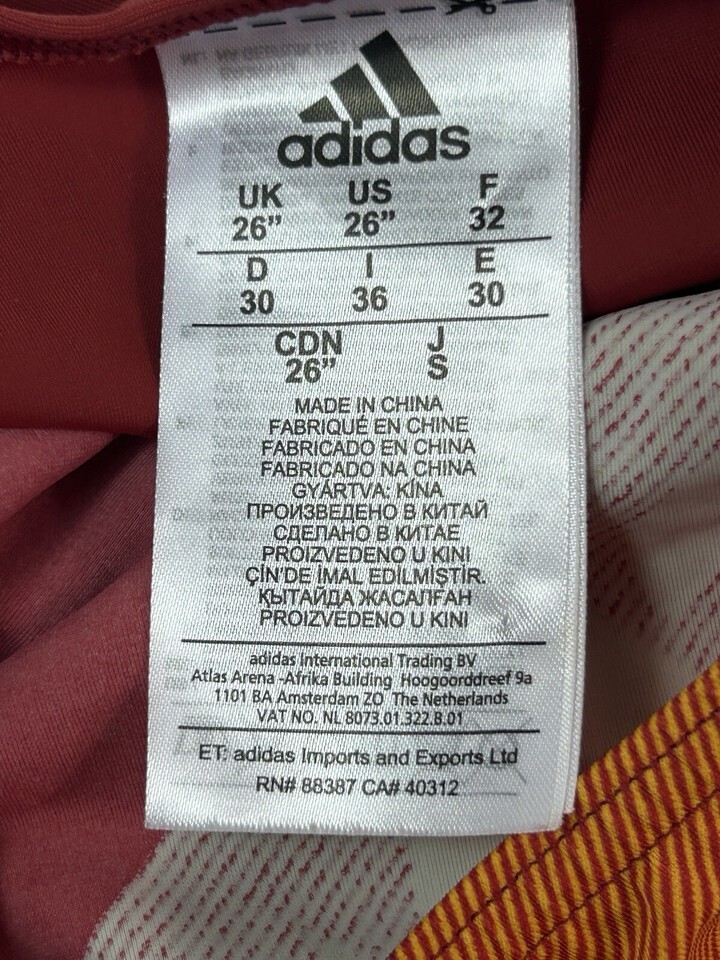 adidas
UK US F
26” 26” 32
D I E
30 36 30
CDN J
26” S
MADE IN CHINA
FABRIQUÉ EN CHINE
FABRICADO EN CHINA
FABRICADO NA CHINA
GYÁRTVA: KÍNA
ПРОИЗВЕДЕНО В КИТАЙ
СДЕЛАНО В КИТАЕ
PROIZVEDENO U KINI
ÇİN'DE İMAL EDİLMİŞTİR.
ҚЫТАЙДА ЖАСАЛҒАН
PROIZVEDENO U KINI
adidas International Trading BV
Atlas Arena -Afrika Building Hoogoorddreef 9a
1101 BA Amsterdam ZO The Netherlands
VAT NO. NL 8073.01.322.B.01
ET: adidas Imports and Exports Ltd
RN# 88387 CA# 40312